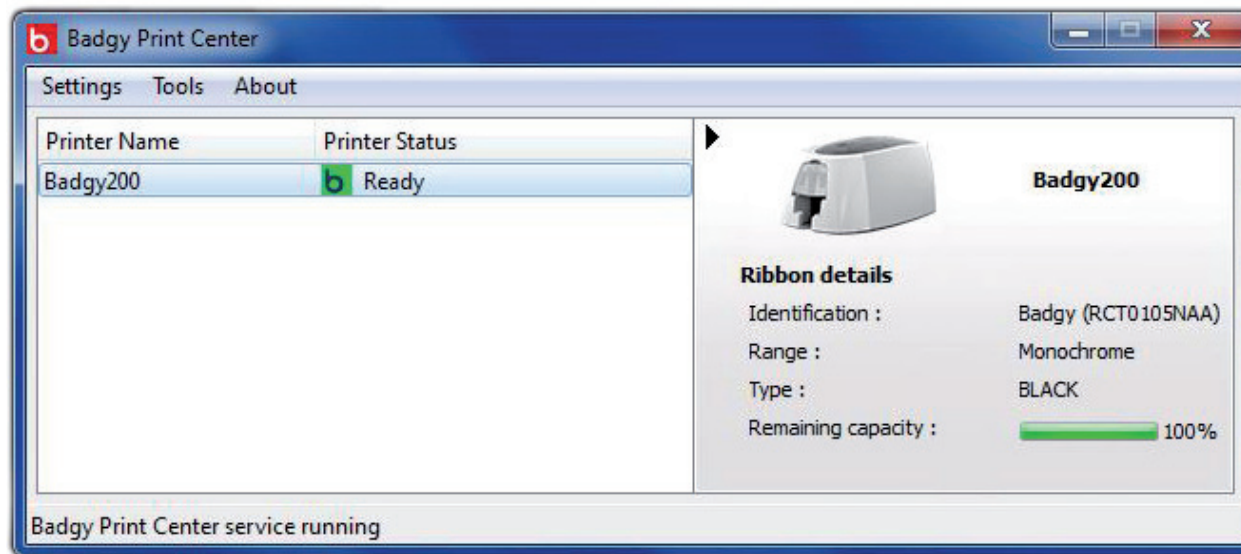 Badgy Print Center
Settings Tools About
Printer Name Printer Status
Badgy200 Ready
Badgy200
Ribbon details
Identification : Badgy (RCT0105NAA)
Range : Monochrome
Type : BLACK
Remaining capacity : 100%
Badgy Print Center service running